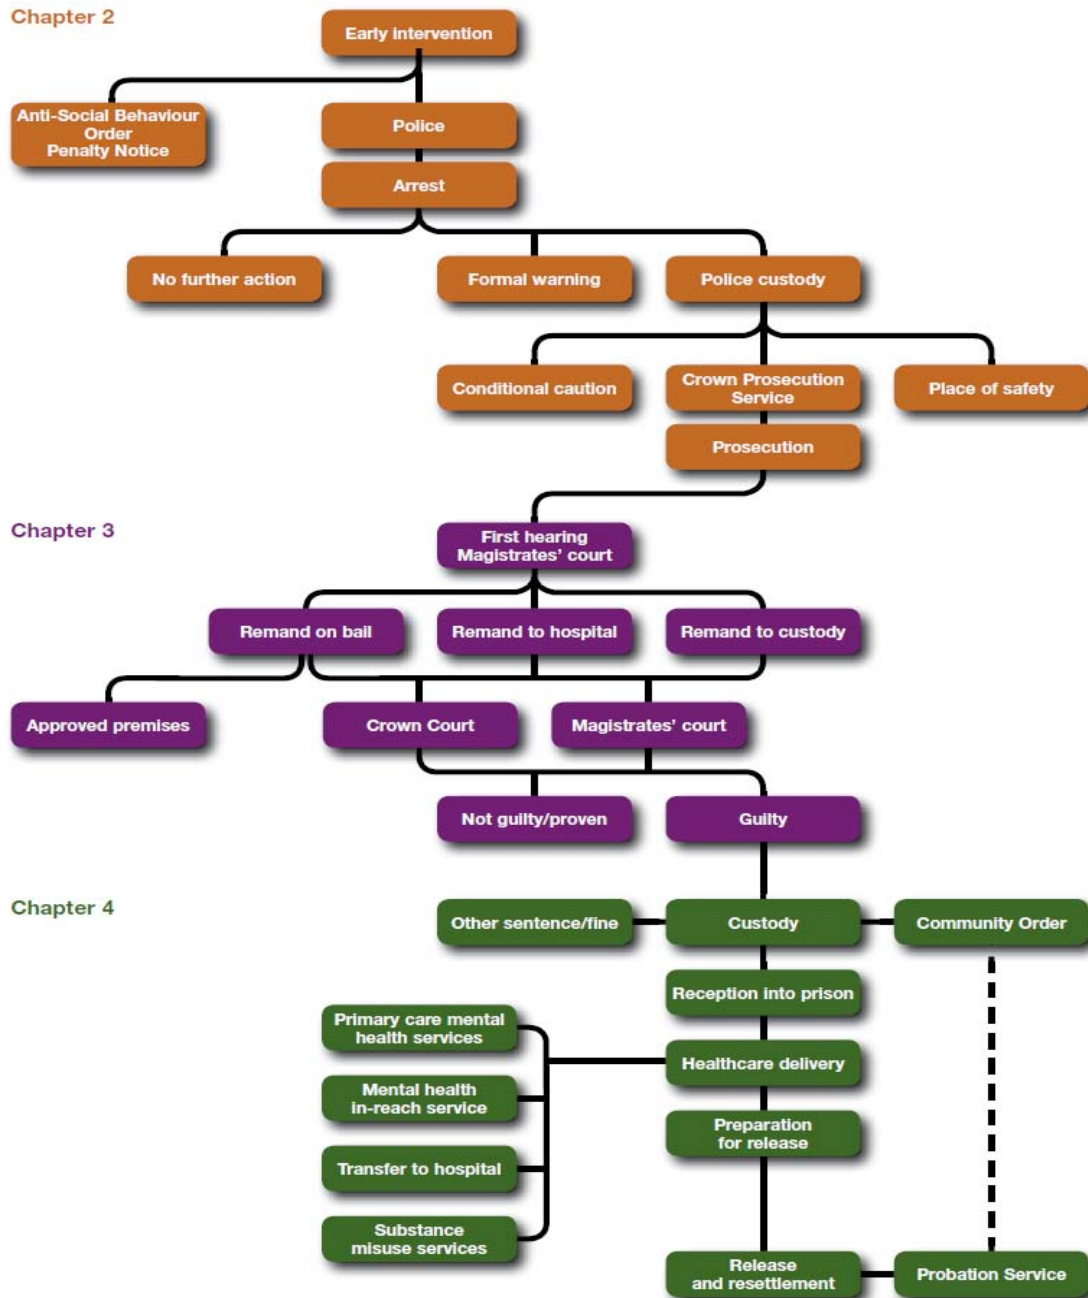 Chapter 2
Early intervention
Anti-Social Behaviour
Order
Penalty Notice
Police
Arrest
No further action
Formal warning
Police custody
Conditional caution
Crown Prosecution
Service
Place of safety
Prosecution
Chapter 3
First hearing
Magistrates' court
Remand on bail
Remand to hospital
Remand to custody
Approved premises
Crown Court
Magistrates' court
Not guilty/proven
Guilty
Chapter 4
Other sentence/fine
Custody
Community Order
Reception into prison
Primary care mental
health services
Healthcare delivery
Mental health
in-reach service
Preparation
for release
Transfer to hospital
Substance
misuse services
Release
and resettlement
Probation Service